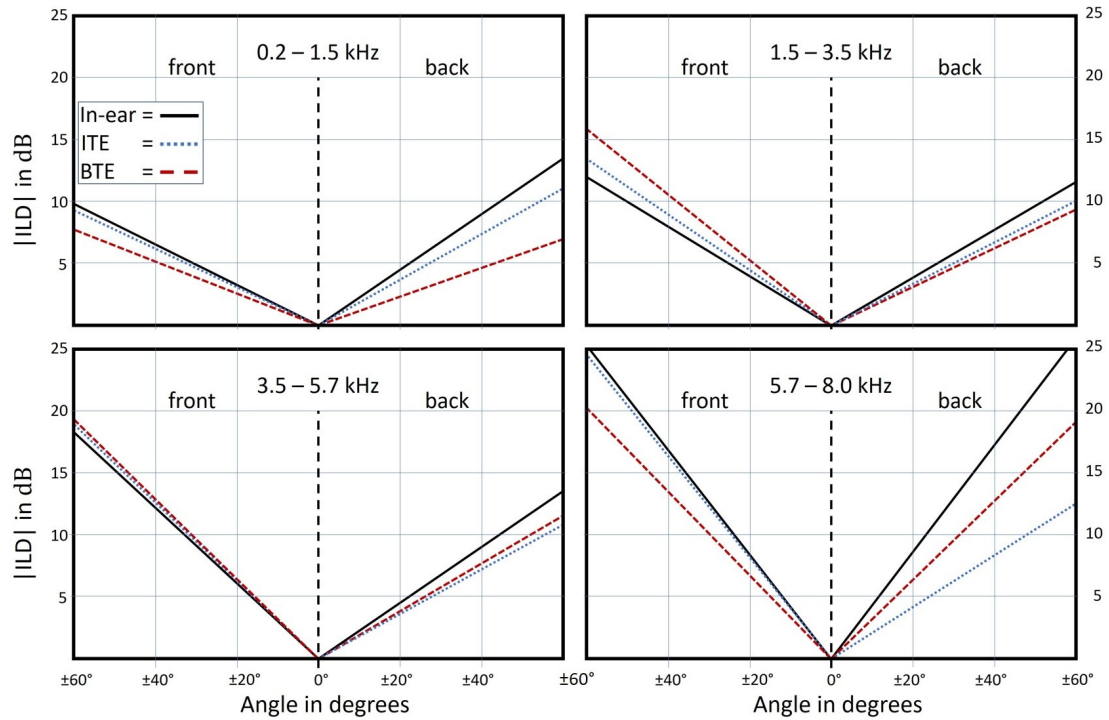 25
20
15
10
5
|ILD| in dB
0.2 – 1.5 kHz
front
back
In-ear =
ITE =
BTE =
1.5 – 3.5 kHz
front
back
25
20
15
10
5
25
20
15
10
5
|ILD| in dB
3.5 – 5.7 kHz
front
back
±60° ±40° ±20° 0° ±20° ±40° ±60°
Angle in degrees
5.7 – 8.0 kHz
front
back
25
20
15
10
5
±40° ±20° 0° ±20° ±40° ±60°
Angle in degrees